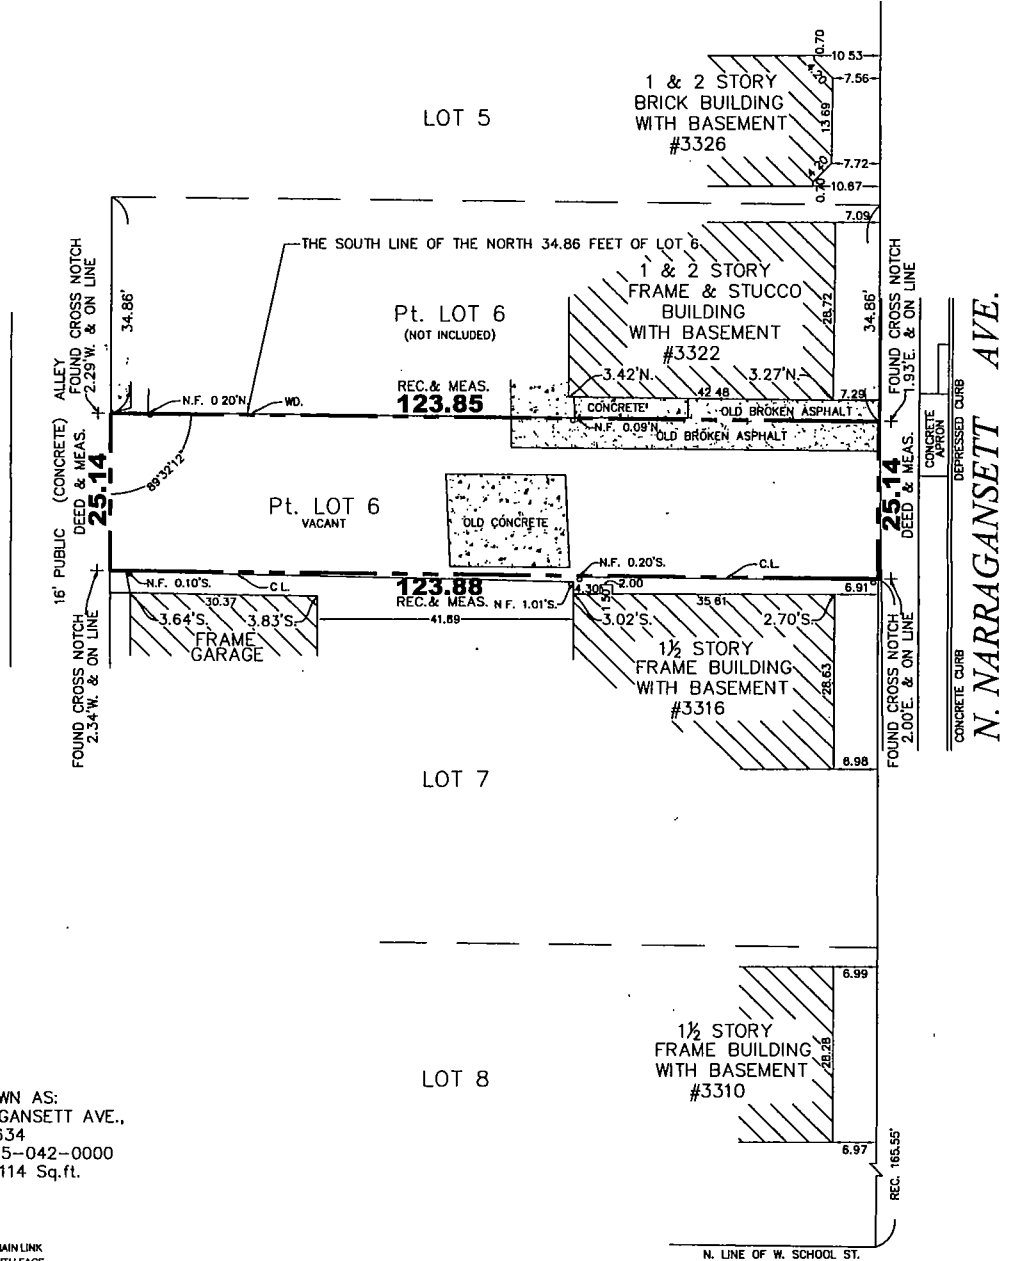 0.70
10.53
4.20
7.56
1 & 2 STORY
BRICK BUILDING
WITH BASEMENT
#3326
13.69
LOT 5
7.72
4.20
0.70
10.67
7.09
THE SOUTH LINE OF THE NORTH 34.86 FEET OF LOT 6
1 & 2 STORY
FRAME & STUCCO
BUILDING
WITH BASEMENT
#3322
28.72
34.86'
34.86'
FOUND CROSS NOTCH
2.29'W. & ON LINE
FOUND CROSS NOTCH
1.93'E. & ON LINE
Pt. LOT 6
(NOT INCLUDED)
3.42'N.
3.27'N.
42.48
7.29
REC.& MEAS.
123.85
N.F. 0.20'N.
WD.
CONCRETE
OLD BROKEN ASPHALT
N.F. 0.09'N
OLD BROKEN ASPHALT
16' PUBLIC (CONCRETE) ALLEY
DEED & MEAS.
25.14
89°32'12"
Pt. LOT 6
VACANT
OLD CONCRETE
25.14
DEED & MEAS.
CONCRETE
APRON
DEPRESSED CURB
CONCRETE CURB
N. NARRAGANSETT AVE.
N.F. 0.10'S.
C.L.
123.88
REC.& MEAS.
N.F. 1.01'S.
N.F. 0.20'S.
C.L.
4.30
2.00
1.50
6.91
30.37
3.64'S.
3.83'S.
41.69
3.02'S.
35.61
2.70'S.
FRAME
GARAGE
1½ STORY
FRAME BUILDING
WITH BASEMENT
#3316
28.63
FOUND CROSS NOTCH
2.34'W. & ON LINE
FOUND CROSS NOTCH
2.00'E. & ON LINE
6.98
LOT 7
6.99
1½ STORY
FRAME BUILDING
WITH BASEMENT
#3310
28.28
LOT 8
6.97
REC. 165.55'
WN AS:
GANSETT AVE.,
634
5-042-0000
114 Sq.ft.
N. LINE OF W. SCHOOL ST.